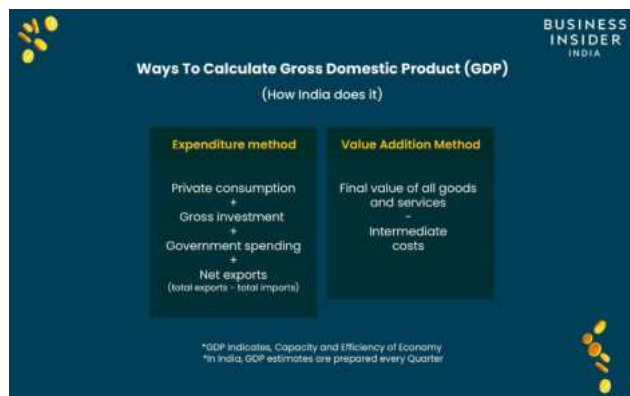 BUSINESS
INSIDER
INDIA
Ways To Calculate Gross Domestic Product (GDP)
(How India does it)
Expenditure method
Private consumption
+
Gross investment
+
Government spending
+
Net exports
(total exports - total imports)
Value Addition Method
Final value of all goods
and services
-
Intermediate
costs
*GDP Indicates, Capacity and Efficiency of Economy
*In India, GDP estimates are prepared every Quarter